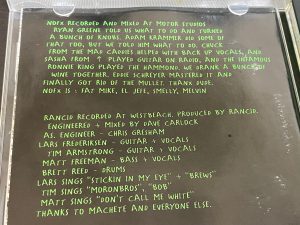 NOFX RECORDED AND MIXED AT MOTOR STUDIOS
RYAN GREENE TOLD US WHAT TO DO AND TURNED
A BUNCH OF KNOBS. ADAM KRAMMER DID SOME OF
THAT TOO, BUT WE TOLD HIM WHAT TO DO. CHUCK
FROM THE MAD CADDIES HELPED WITH BACK UP VOCALS, AND
SASHA FROM ? PLAYED GUITAR ON RADIO, AND THE INFAMOUS
RONNIE KING PLAYED THE HAMMOND. WE DRANK A BUNCH OF
WINE TOGETHER. EDDIE SCHREYER MASTERED IT AND
FINALLY GOT RID OF THE MULLET. THANK DUDE.
NOFX IS : FAT MIKE, EL JEFE, SMELLY, MELVIN
RANCID RECORDED AT WESTBEACH. PRODUCED BY RANCID.
ENGINEERED + MIXED BY DAVE CARLOCK
AS. ENGINEER - CHRIS GRESHAM
LARS FREDERIKSEN - GUITAR + VOCALS
TIM ARMSTRONG - GUITAR + VOCALS
MATT FREEMAN - BASS + VOCALS
BRETT REED - DRUMS
LARS SINGS "STICKIN IN MY EYE" + "BREWS"
TIM SINGS "MORONBROS", "BOB"
MATT SINGS "DON'T CALL ME WHITE"
THANKS TO MACHETE AND EVERYONE ELSE.